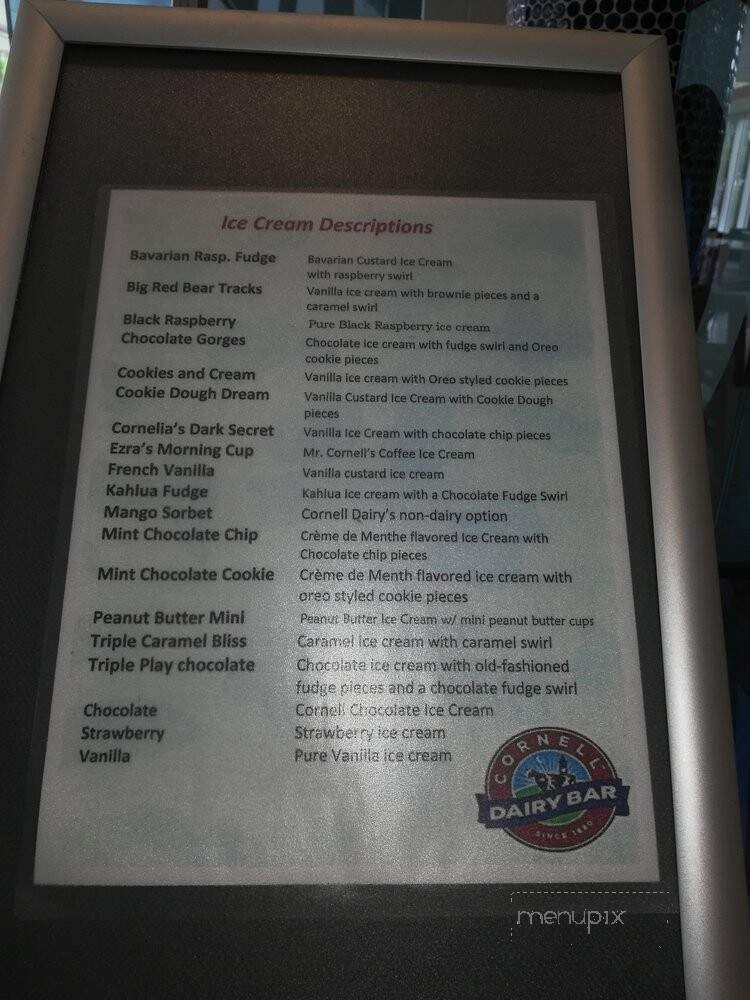 Ice Cream Descriptions
Bavarian Rasp. Fudge Bavarian Custard Ice Cream
with raspberry swirl
Big Red Bear Tracks Vanilla ice cream with brownie pieces and a
caramel swirl
Black Raspberry Pure Black Raspberry ice cream
Chocolate Gorges Chocolate ice cream with fudge swirl and Oreo
cookie pieces
Cookies and Cream Vanilla ice cream with Oreo styled cookie pieces
Cookie Dough Dream Vanilla Custard Ice Cream with Cookie Dough
pieces
Cornelia's Dark Secret Vanilla Ice Cream with chocolate chip pieces
Ezra's Morning Cup Mr. Cornell's Coffee Ice Cream
French Vanilla Vanilla custard ice cream
Kahlua Fudge Kahlua Ice cream with a Chocolate Fudge Swirl
Mango Sorbet Cornell Dairy's non-dairy option
Mint Chocolate Chip Crème de Menthe flavored Ice Cream with
Chocolate chip pieces
Mint Chocolate Cookie Crème de Menth flavored ice cream with
oreo styled cookie pieces
Peanut Butter Mini Peanut Butter Ice Cream w/ mini peanut butter cups
Triple Caramel Bliss Caramel ice cream with caramel swirl
Triple Play chocolate Chocolate ice cream with old-fashioned
fudge pieces and a chocolate fudge swirl
Chocolate Cornell Chocolate Ice Cream
Strawberry Strawberry ice cream
Vanilla Pure Vanilla ice cream
CORNELL
DAIRY BAR
SINCE 1880
menupix